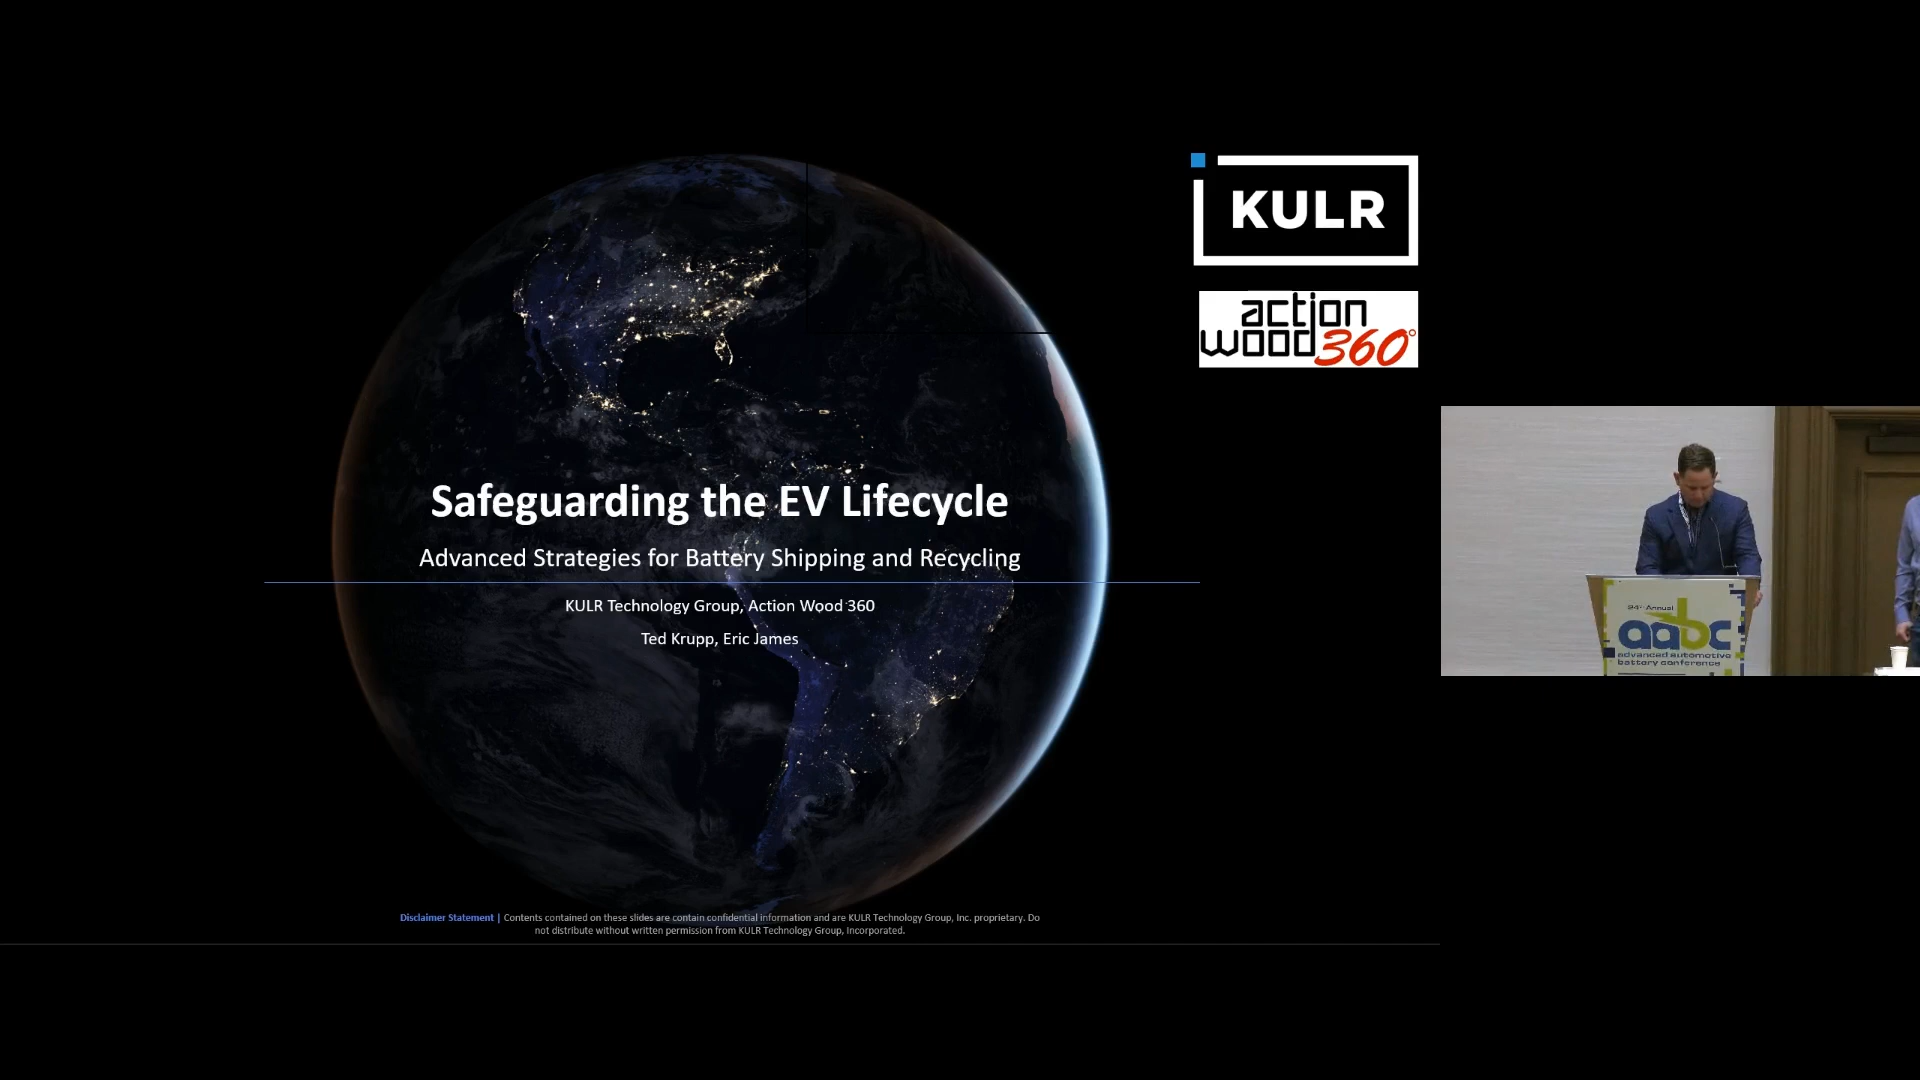 KULR
action
wood360°
Safeguarding the EV Lifecycle
Advanced Strategies for Battery Shipping and Recycling
KULR Technology Group, Action Wood 360
Ted Krupp, Eric James
Disclaimer Statement | Contents contained on these slides are contain confidential information and are KULR Technology Group, Inc. proprietary. Do
not distribute without written permission from KULR Technology Group, Incorporated.
24th Annual
aabc
advanced automotive
battery conference